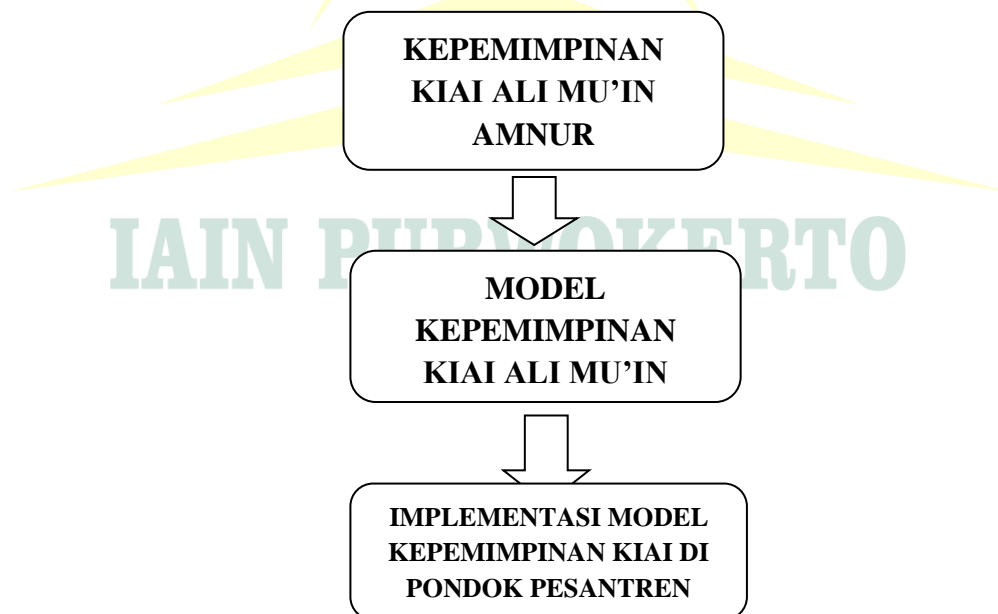 KEPEMIMPINAN
KIAI ALI MU’IN
AMNUR
IAIN PURWOKERTO
MODEL
KEPEMIMPINAN
KIAI ALI MU’IN
IMPLEMENTASI MODEL
KEPEMIMPINAN KIAI DI
PONDOK PESANTREN